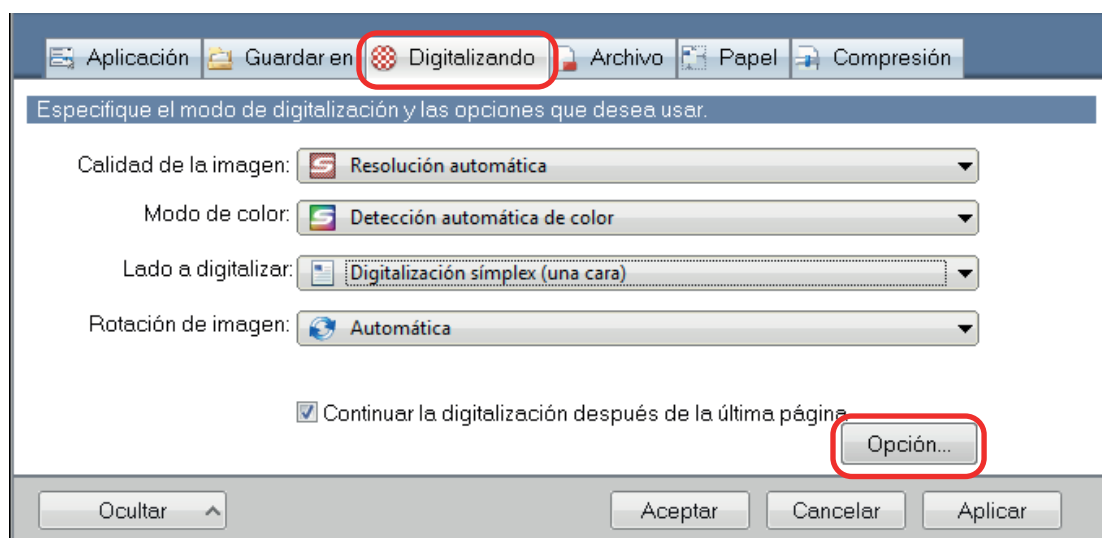 Aplicación Guardar en Digitalizando Archivo Papel Compresión
Especifique el modo de digitalización y las opciones que desea usar.
Calidad de la imagen: Resolución automática
Modo de color: Detección automática de color
Lado a digitalizar: Digitalización símplex (una cara)
Rotación de imagen: Automática
Continuar la digitalización después de la última página
Opción...
Ocultar Aceptar Cancelar Aplicar